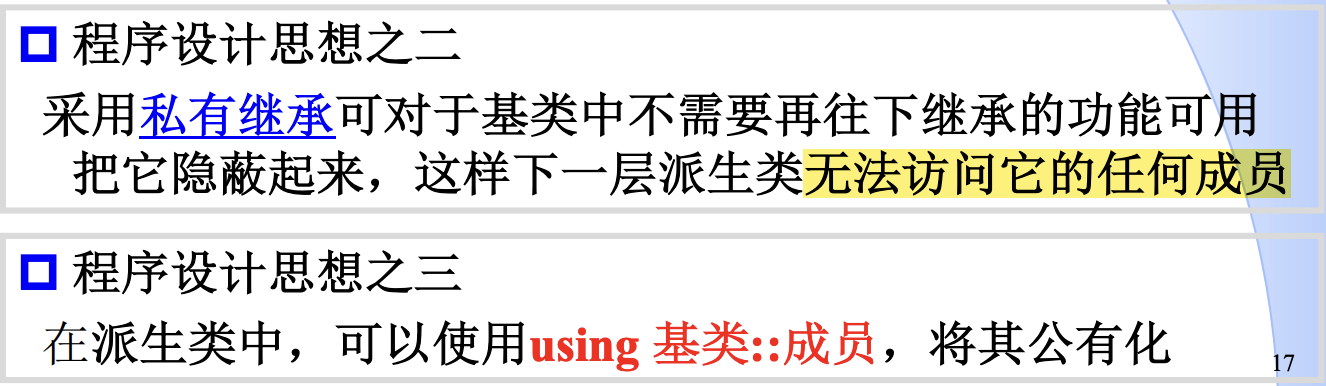 程序设计思想之二
采用私有继承可对于基类中不需要再往下继承的功能可用
把它隐蔽起来，这样下一层派生类无法访问它的任何成员
程序设计思想之三
在派生类中，可以使用using 基类::成员，将其公有化
17